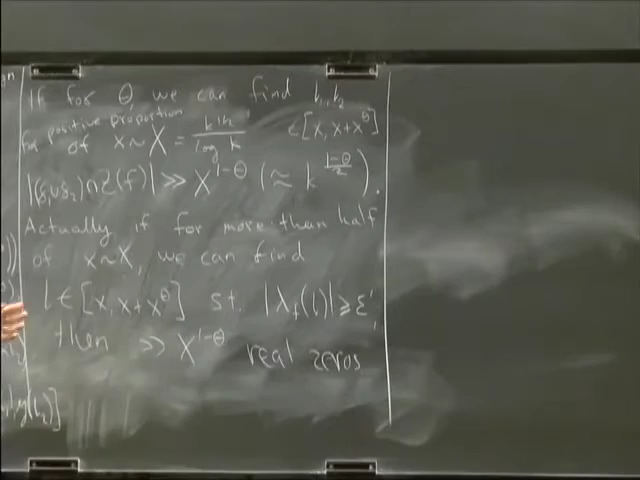 If for θ, we can find l₁, l₂
for positive proportion ∈ [x, x+x^θ]
of x~X = k^{1/2} / log k
|(δ₁∪δ₂)∩Z(f)| ≫ X^{1-θ} (≈ k^{(1-θ)/2}).
Actually if for more than half
of x~X, we can find
l ∈ [x, x+x^θ] s.t. |λ_f(l)| ⩾ ε',
then ≫ X^{1-θ} real zeros